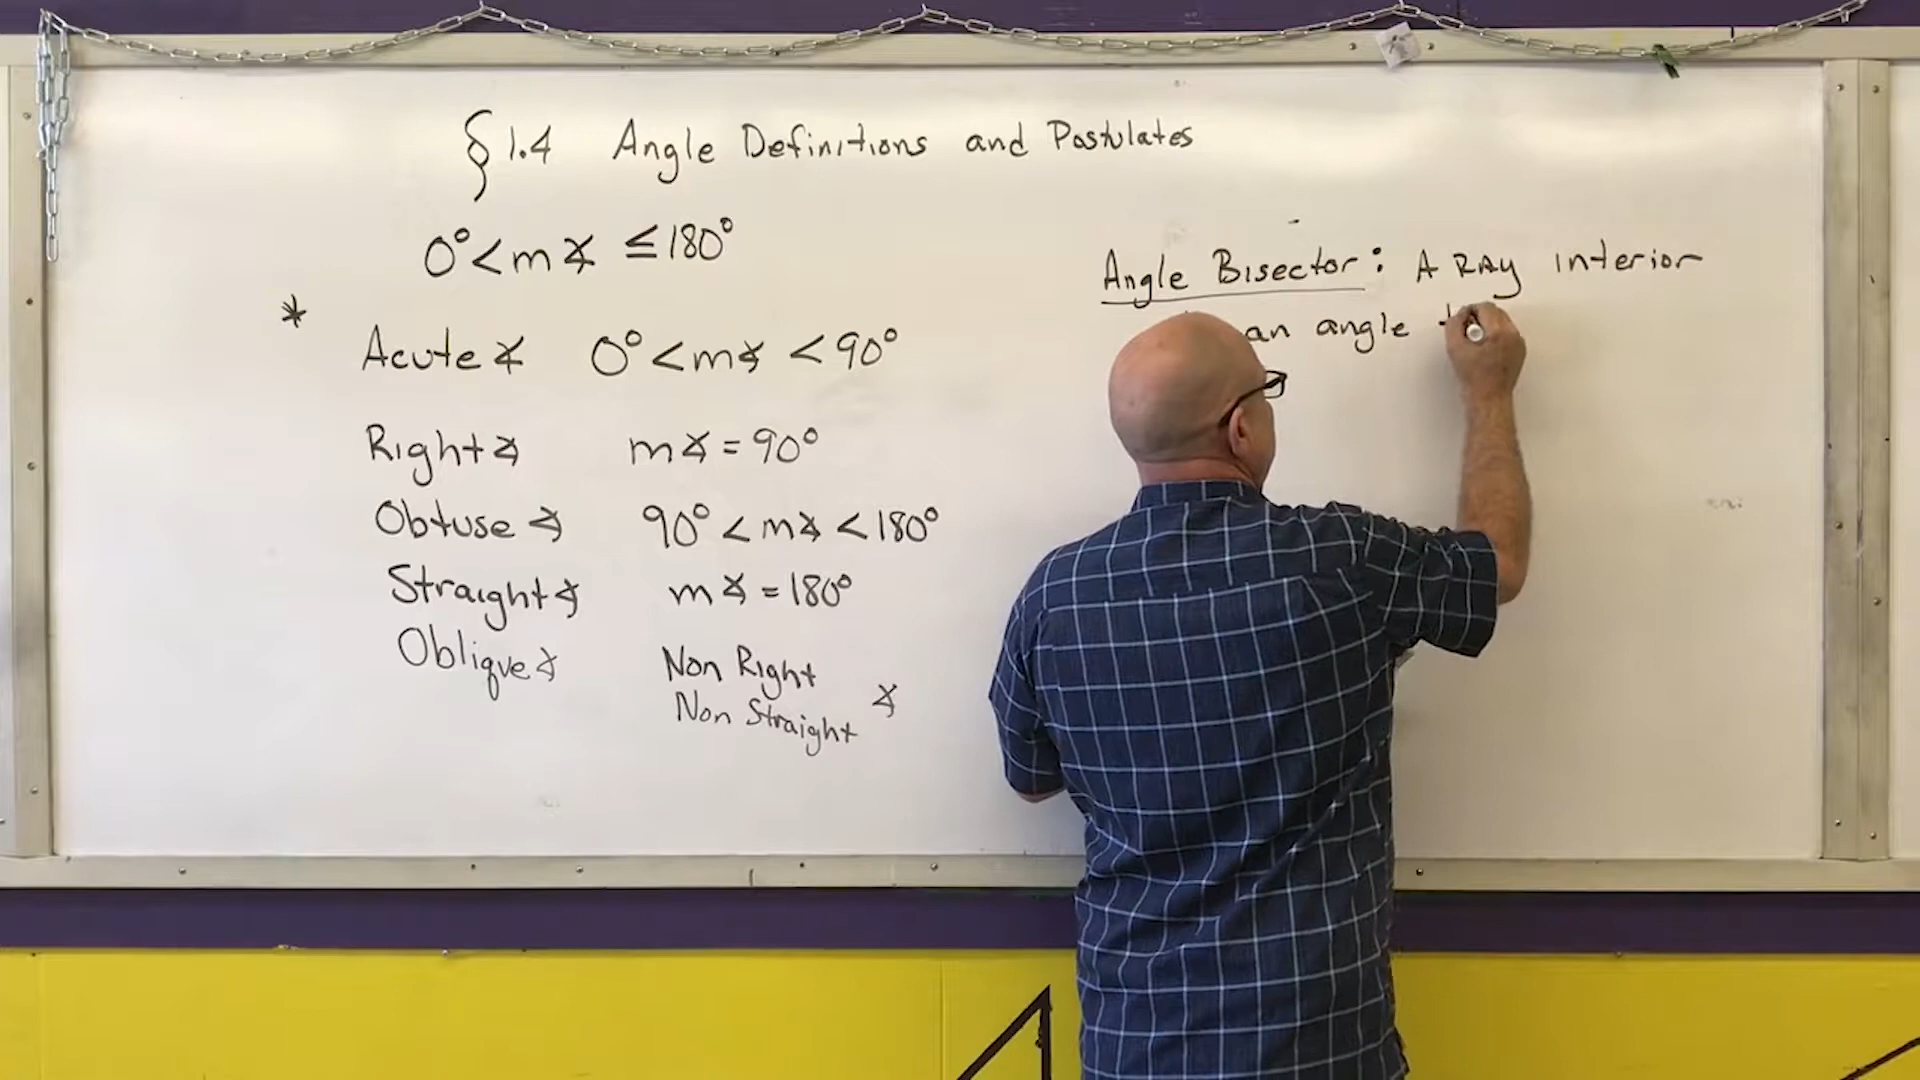 § 1.4 Angle Definitions and Postulates
0° < m∡ ≤ 180°
*
Acute ∡ 0° < m∡ < 90°
Right ∡ m∡ = 90°
Obtuse ∡ 90° < m∡ < 180°
Straight ∡ m∡ = 180°
Oblique ∡ Non Right
Non Straight ∡
Angle Bisector: A RAY interior
an angle